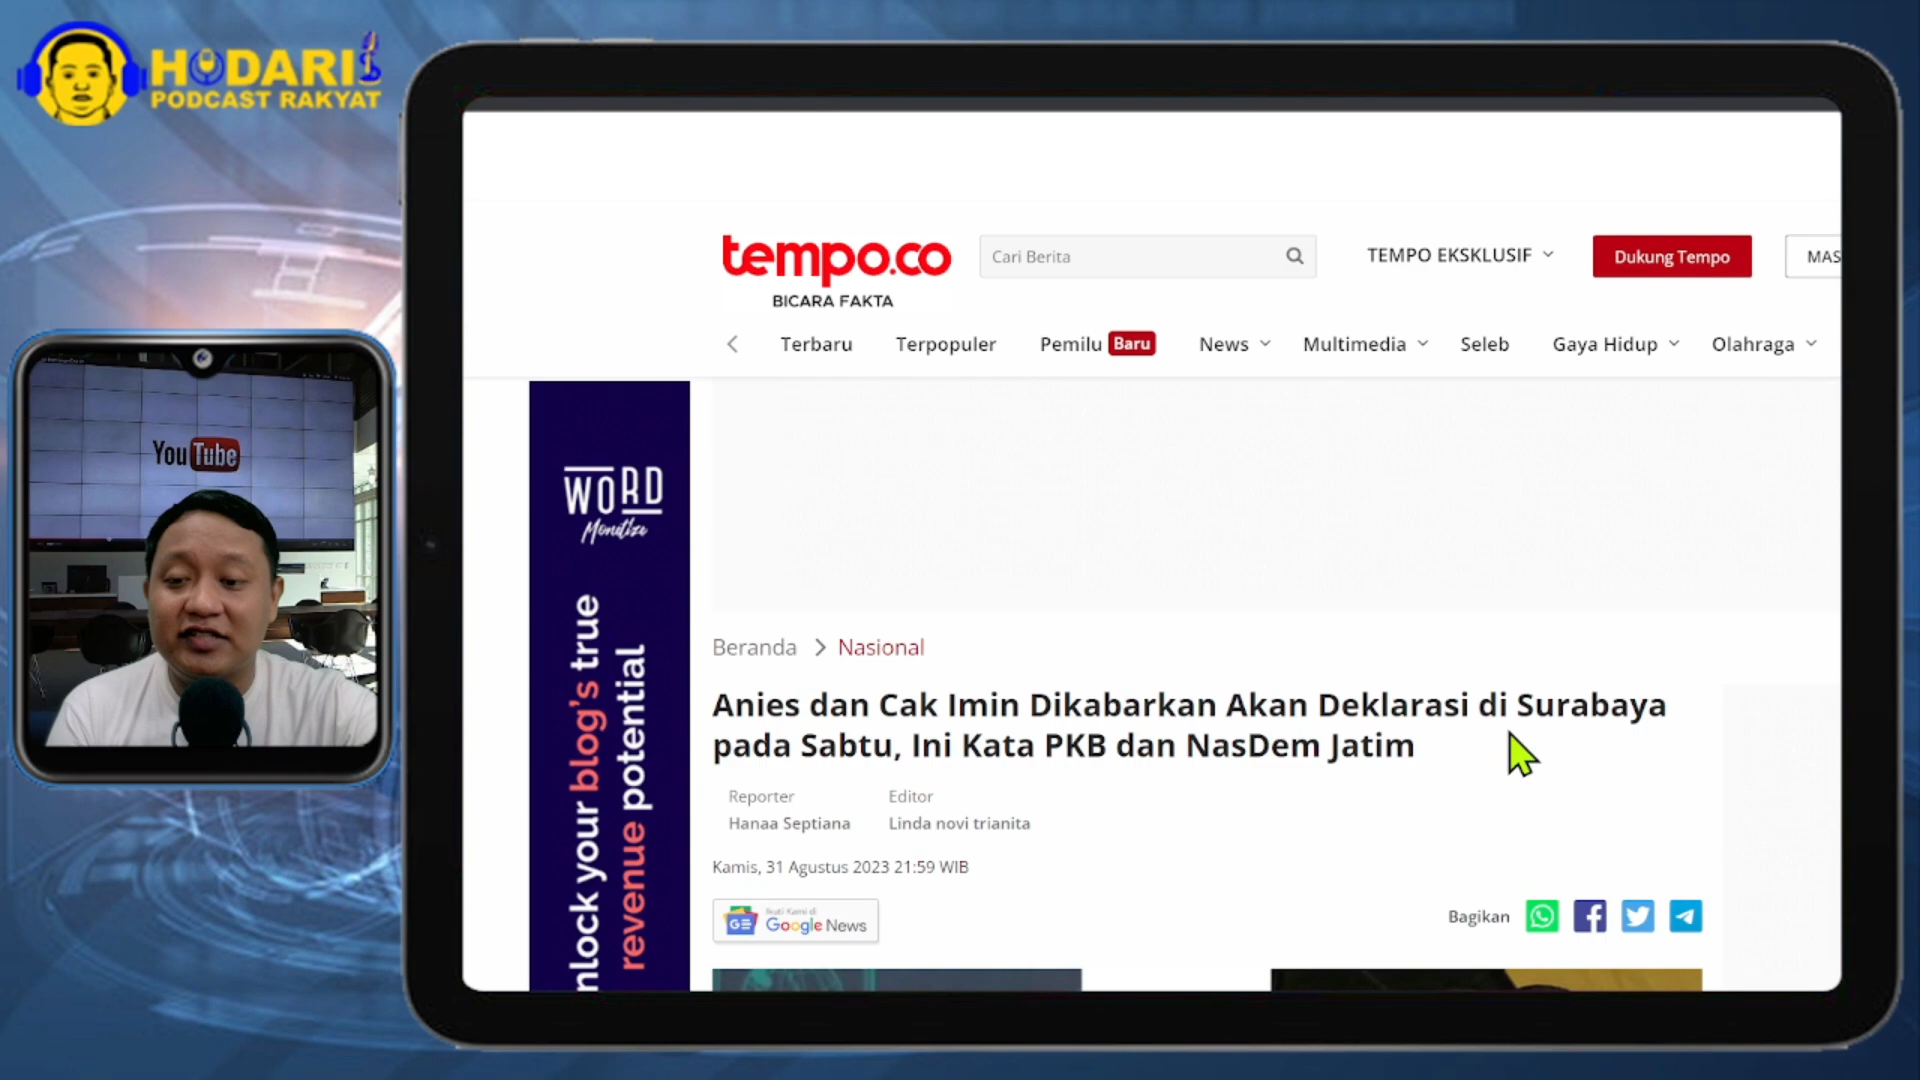 HODARI
PODCAST RAKYAT
YouTube
tempo.co
BICARA FAKTA
Cari Berita
TEMPO EKSKLUSIF
Dukung Tempo
MAS
Terbaru
Terpopuler
Pemilu Baru
News
Multimedia
Seleb
Gaya Hidup
Olahraga
WORD
Monetize
nlock your blog's true
revenue potential
Beranda > Nasional
Anies dan Cak Imin Dikabarkan Akan Deklarasi di Surabaya
pada Sabtu, Ini Kata PKB dan NasDem Jatim
Reporter
Editor
Hanaa Septiana
Linda novi trianita
Kamis, 31 Agustus 2023 21:59 WIB
Ikuti Kami di
Google News
Bagikan